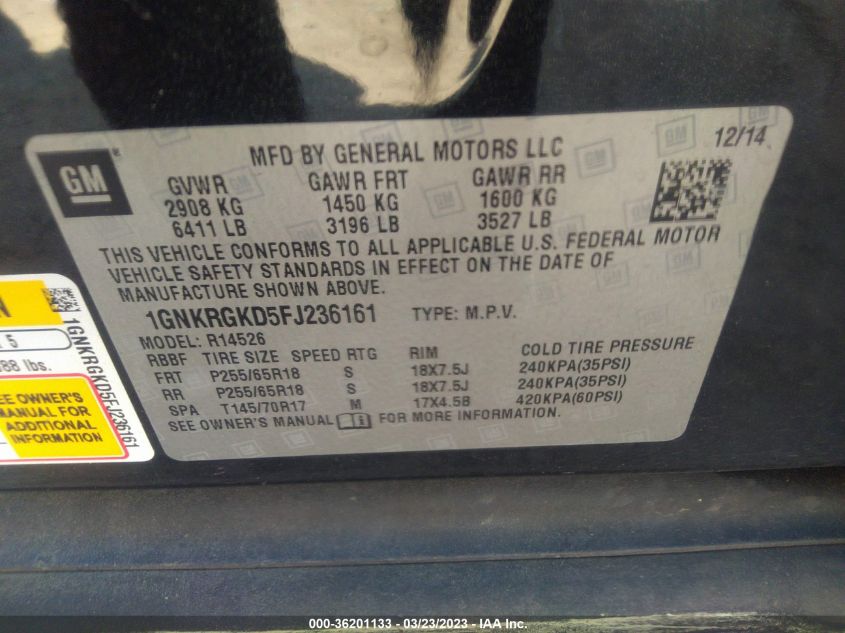 GM
MFD BY GENERAL MOTORS LLC
12/14
GVWR GAWR FRT GAWR RR
2908 KG 1450 KG 1600 KG
6411 LB 3196 LB 3527 LB
THIS VEHICLE CONFORMS TO ALL APPLICABLE U.S. FEDERAL MOTOR
VEHICLE SAFETY STANDARDS IN EFFECT ON THE DATE OF
MANUFACTURE SHOWN ABOVE.
1GNKRGKD5FJ236161 TYPE: M.P.V.
MODEL: R14526
RBBF TIRE SIZE SPEED RTG RIM COLD TIRE PRESSURE
FRT P255/65R18 S 18X7.5J 240KPA(35PSI)
RR P255/65R18 S 18X7.5J 240KPA(35PSI)
SPA T145/70R17 M 17X4.5B 420KPA(60PSI)
SEE OWNER'S MANUAL FOR MORE INFORMATION.
N
5
88 lbs.
EE OWNER'S
MANUAL FOR
ADDITIONAL
INFORMATION
1GNKRGKD5FJ236161
000-36201133 — 03/23/2023 — IAA Inc.